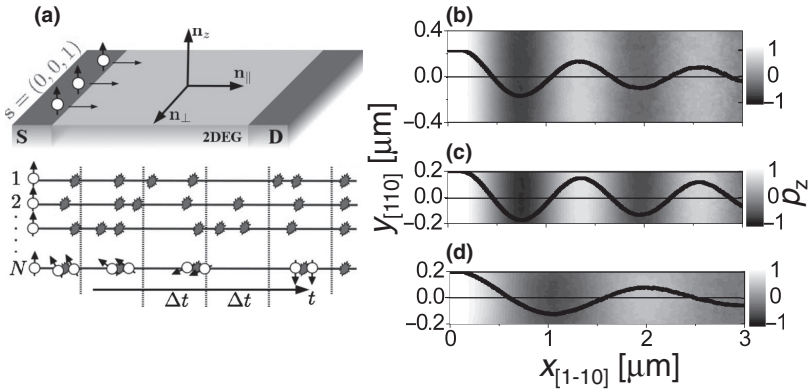 (a)
n_z
s = (0, 0, 1)
n_∥
n_⊥
S
2DEG
D
1
2
.
.
.
N
Δt
Δt
t
(b)
0.4
0.0
−0.4
1
0
−1
(c)
0.2
0.0
−0.2
1
0
−1
(d)
0.2
0.0
−0.2
1
0
−1
0
1
2
3
y[110] [μm]
x[1-10] [μm]
p_z